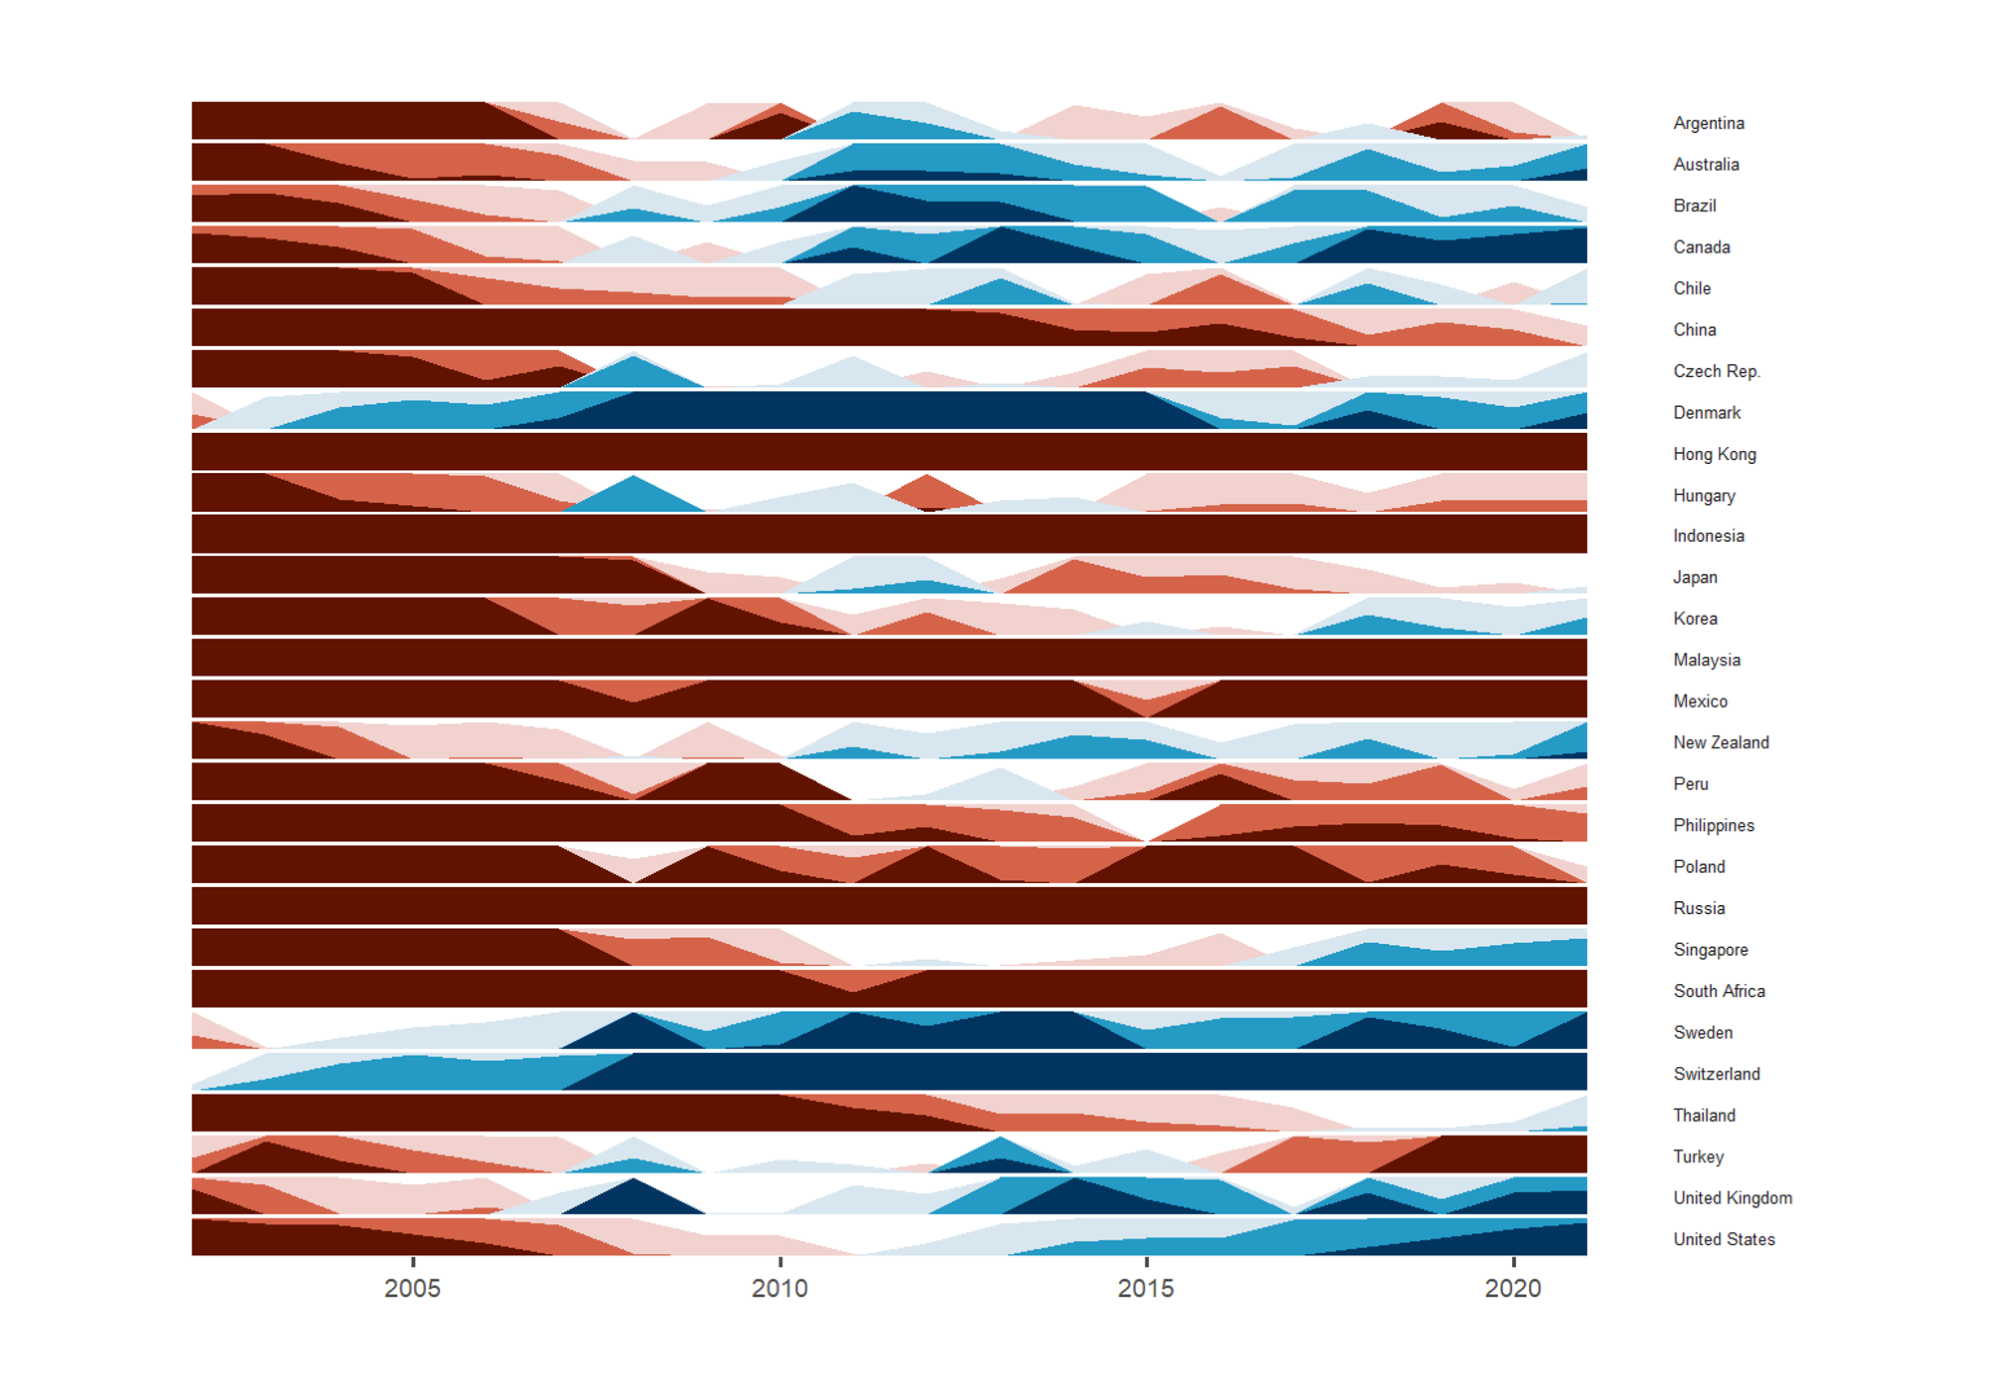 Argentina
Australia
Brazil
Canada
Chile
China
Czech Rep.
Denmark
Hong Kong
Hungary
Indonesia
Japan
Korea
Malaysia
Mexico
New Zealand
Peru
Philippines
Poland
Russia
Singapore
South Africa
Sweden
Switzerland
Thailand
Turkey
United Kingdom
United States
2005 2010 2015 2020